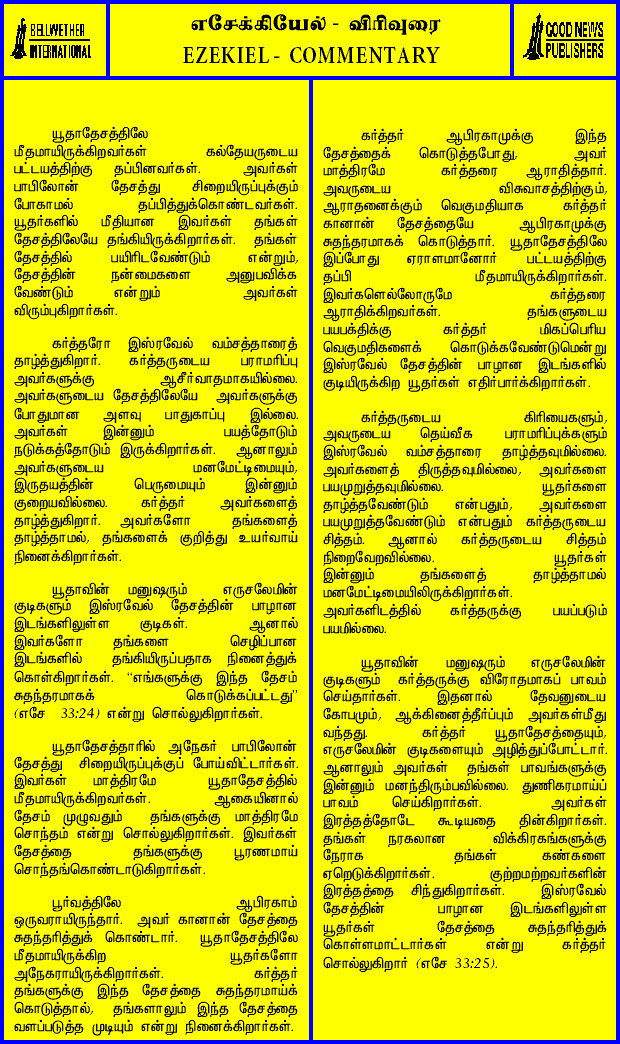 BELLWETHER
INTERNATIONAL
எசேக்கியேல் - விரிவுரை
EZEKIEL - COMMENTARY
GOOD NEWS
PUBLISHERS
யூதாதேசத்திலே
மீதமாயிருக்கிறவர்கள் கல்தேயருடைய
பட்டயத்திற்கு தப்பினவர்கள். அவர்கள்
பாபிலோன் தேசத்து சிறையிருப்புக்கும்
போகாமல் தப்பித்துக்கொண்டவர்கள்.
யூதர்களில் மீதியான இவர்கள் தங்கள்
தேசத்திலேயே தங்கியிருக்கிறார்கள். தங்கள்
தேசத்தில் பயிரிடவேண்டும் என்றும்,
தேசத்தின் நன்மைகளை அனுபவிக்க
வேண்டும் என்றும் அவர்கள்
விரும்புகிறார்கள்.
கர்த்தரோ இஸ்ரவேல் வம்சத்தாரைத்
தாழ்த்துகிறார். கர்த்தருடைய பராமரிப்பு
அவர்களுக்கு ஆசீர்வாதமாகயில்லை.
அவர்களுடைய தேசத்திலேயே அவர்களுக்கு
போதுமான அளவு பாதுகாப்பு இல்லை.
அவர்கள் இன்னும் பயத்தோடும்
நடுக்கத்தோடும் இருக்கிறார்கள். ஆனாலும்
அவர்களுடைய மனமேட்டிமையும்,
இருதயத்தின் பெருமையும் இன்னும்
குறையவில்லை. கர்த்தர் அவர்களைத்
தாழ்த்துகிறார். அவர்களோ தங்களைத்
தாழ்த்தாமல், தங்களைக் குறித்து உயர்வாய்
நினைக்கிறார்கள்.
யூதாவின் மனுஷரும் எருசலேமின்
குடிகளும் இஸ்ரவேல் தேசத்தின் பாழான
இடங்களிலுள்ள குடிகள். ஆனால்
இவர்களோ தங்களை செழிப்பான
இடங்களில் தங்கியிருப்பதாக நினைத்துக்
கொள்கிறார்கள். “எங்களுக்கு இந்த தேசம்
சுதந்தரமாகக் கொடுக்கப்பட்டது”
(எசே 33:24) என்று சொல்லுகிறார்கள்.
யூதாதேசத்தாரில் அநேகர் பாபிலோன்
தேசத்து சிறையிருப்புக்குப் போய்விட்டார்கள்.
இவர்கள் மாத்திரமே யூதாதேசத்தில்
மீதமாயிருக்கிறவர்கள். ஆகையினால்
தேசம் முழுவதும் தங்களுக்கு மாத்திரமே
சொந்தம் என்று சொல்லுகிறார்கள். இவர்கள்
தேசத்தை தங்களுக்கு பூரணமாய்
சொந்தங்கொண்டாடுகிறார்கள்.
பூர்வத்திலே ஆபிரகாம்
ஒருவராயிருந்தார். அவர் கானான் தேசத்தை
சுதந்தரித்துக் கொண்டார். யூதாதேசத்திலே
மீதமாயிருக்கிற யூதர்களோ
அநேகராயிருக்கிறார்கள். கர்த்தர்
தங்களுக்கு இந்த தேசத்தை சுதந்தரமாய்க்
கொடுத்தால், தங்களாலும் இந்த தேசத்தை
வளப்படுத்த முடியும் என்று நினைக்கிறார்கள்.
கர்த்தர் ஆபிரகாமுக்கு இந்த
தேசத்தைக் கொடுத்தபோது, அவர்
மாத்திரமே கர்த்தரை ஆராதித்தார்.
அவருடைய விசுவாசத்திற்கும்,
ஆராதனைக்கும் வெகுமதியாக கர்த்தர்
கானான் தேசத்தையே ஆபிரகாமுக்கு
சுதந்தரமாகக் கொடுத்தார். யூதாதேசத்திலே
இப்போது ஏராளமானோர் பட்டயத்திற்கு
தப்பி மீதமாயிருக்கிறார்கள்.
இவர்களெல்லோருமே கர்த்தரை
ஆராதிக்கிறவர்கள். தங்களுடைய
பயபக்திக்கு கர்த்தர் மிகப்பெரிய
வெகுமதிகளைக் கொடுக்கவேண்டுமென்று
இஸ்ரவேல் தேசத்தின் பாழான இடங்களில்
குடியிருக்கிற யூதர்கள் எதிர்பார்க்கிறார்கள்.
கர்த்தருடைய கிரியைகளும்,
அவருடைய தெய்வீக பராமரிப்புக்களும்
இஸ்ரவேல் வம்சத்தாரை தாழ்த்தவுமில்லை.
அவர்களைத் திருத்தவுமில்லை, அவர்களை
பயமுறுத்தவுமில்லை. யூதர்களை
தாழ்த்தவேண்டும் என்பதும், அவர்களை
பயமுறுத்தவேண்டும் என்பதும் கர்த்தருடைய
சித்தம். ஆனால் கர்த்தருடைய சித்தம்
நிறைவேறவில்லை. யூதர்கள்
இன்னும் தங்களைத் தாழ்த்தாமல்
மனமேட்டிமையிலிருக்கிறார்கள்.
அவர்களிடத்தில் கர்த்தருக்கு பயப்படும்
பயமில்லை.
யூதாவின் மனுஷரும் எருசலேமின்
குடிகளும் கர்த்தருக்கு விரோதமாகப் பாவம்
செய்தார்கள். இதனால் தேவனுடைய
கோபமும், ஆக்கினைத்தீர்ப்பும் அவர்கள்மீது
வந்தது. கர்த்தர் யூதாதேசத்தையும்,
எருசலேமின் குடிகளையும் அழித்துப்போட்டார்.
ஆனாலும் அவர்கள் தங்கள் பாவங்களுக்கு
இன்னும் மனந்திரும்பவில்லை. துணிகரமாய்ப்
பாவம் செய்கிறார்கள். அவர்கள்
இரத்தத்தோடே கூடியதை தின்கிறார்கள்.
தங்கள் நரகலான விக்கிரகங்களுக்கு
நேராக தங்கள் கண்களை
ஏறெடுக்கிறார்கள். குற்றமற்றவர்களின்
இரத்தத்தை சிந்துகிறார்கள். இஸ்ரவேல்
தேசத்தின் பாழான இடங்களிலுள்ள
யூதர்கள் தேசத்தை சுதந்தரித்துக்
கொள்ளமாட்டார்கள் என்று கர்த்தர்
சொல்லுகிறார் (எசே 33:25).